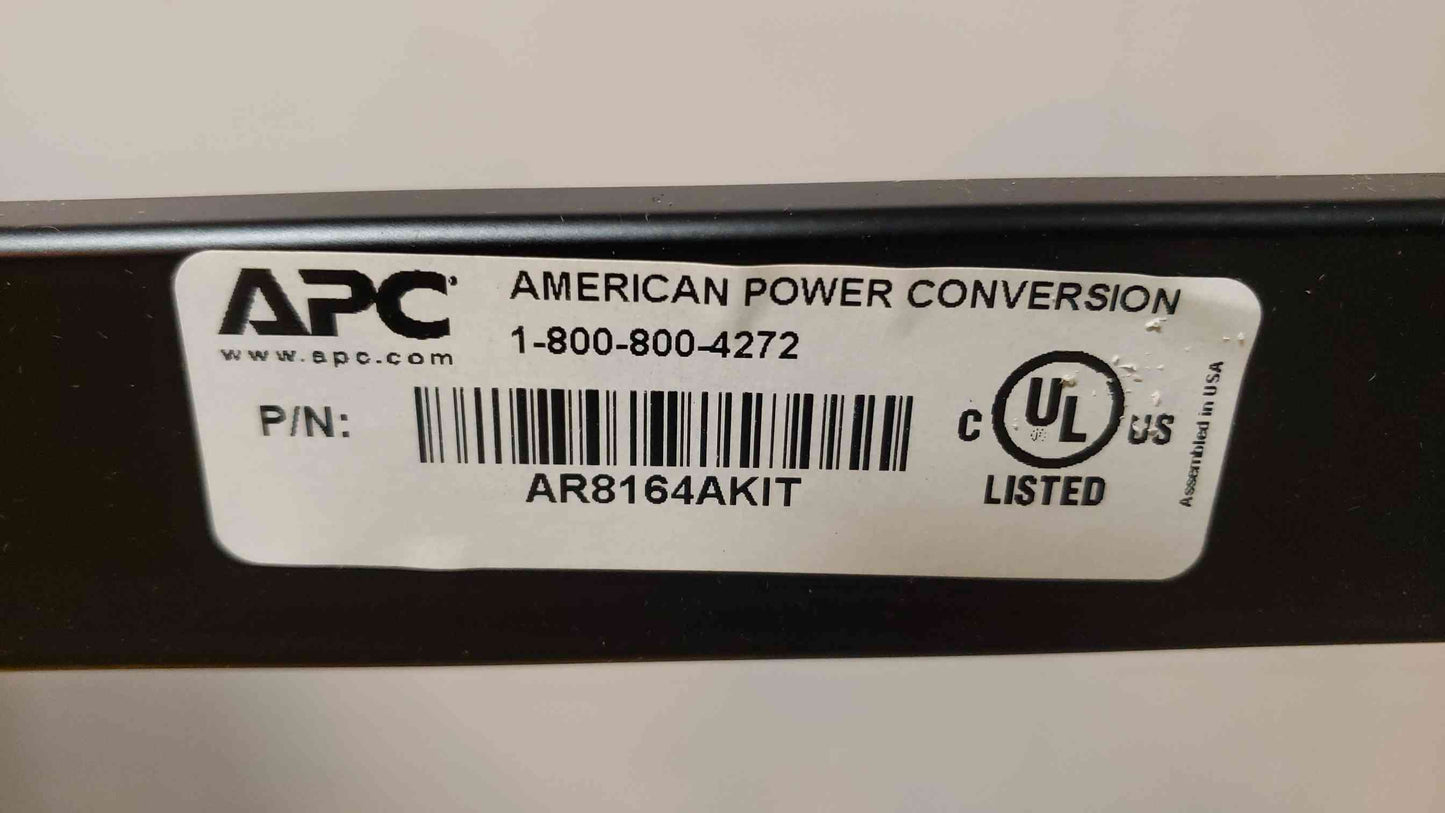 APC
www.apc.com
AMERICAN POWER CONVERSION
1-800-800-4272
P/N:
AR8164AKIT
C UL US
LISTED
Assembled in USA